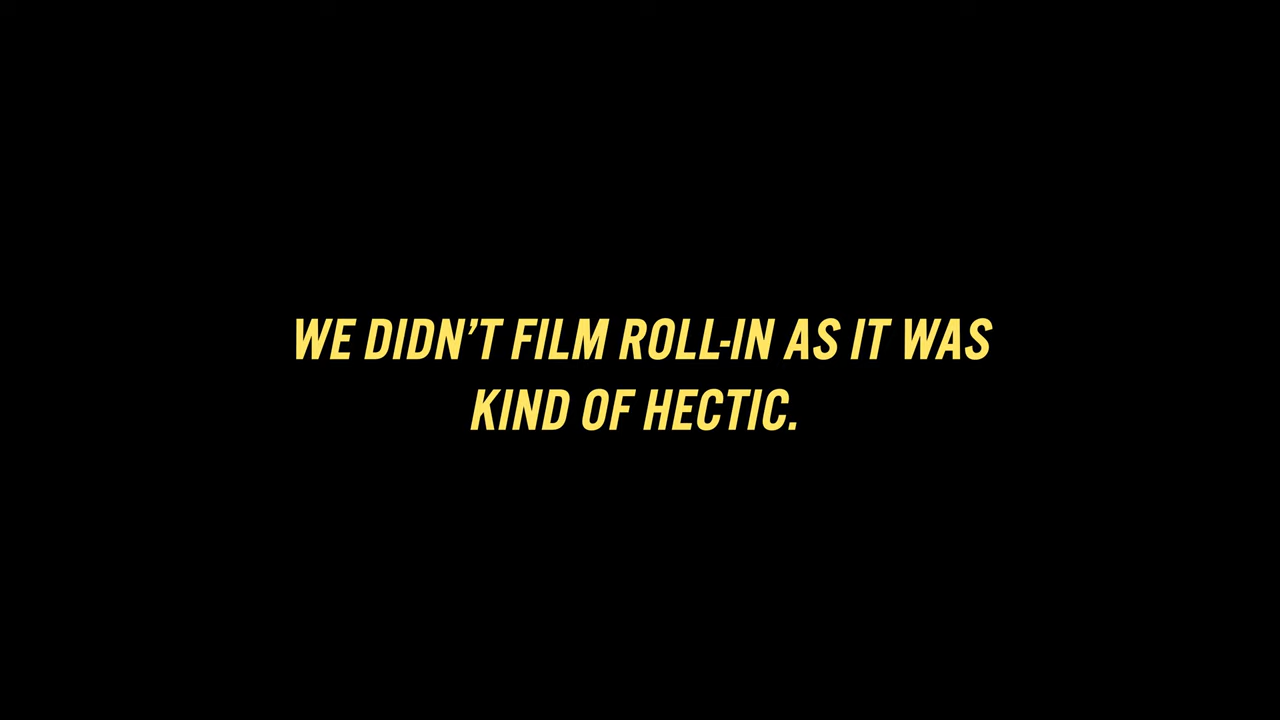 WE DIDN’T FILM ROLL-IN AS IT WAS
KIND OF HECTIC.